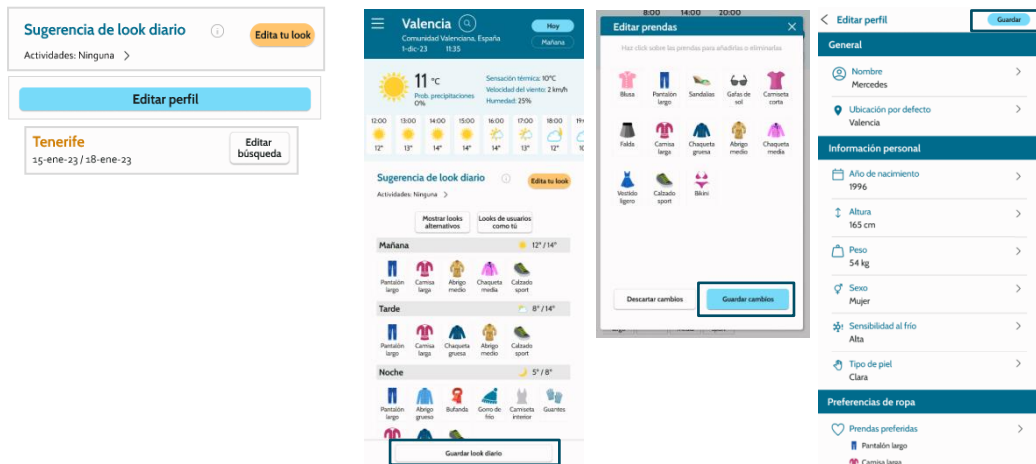 Sugerencia de look diario
Edita tu look
Actividades: Ninguna >
Editar perfil
Tenerife
15-ene-23 / 18-ene-23
Editar
búsqueda
Valencia
Comunidad Valenciana, España
1-dic-23 11:35
Hoy
Mañana
11 °C
Prob. precipitaciones
0%
Sensación térmica: 10°C
Velocidad del viento: 2 km/h
Humedad: 25%
12:00 13:00 14:00 15:00 16:00 17:00 18:00
12° 13° 14° 14° 14° 13° 12°
Sugerencia de look diario
Edita tu look
Actividades: Ninguna >
Mostrar looks
alternativos
Looks de usuarios
como tú
Mañana 12° / 14°
Pantalón
largo
Camisa
larga
Abrigo
medio
Chaqueta
media
Calzado
sport
Tarde 8° / 14°
Pantalón
largo
Camisa
larga
Chaqueta
gruesa
Abrigo
medio
Calzado
sport
Noche 5° / 8°
Pantalón
largo
Abrigo
grueso
Bufanda
Gorro de
frío
Camiseta
interior
Guantes
Guardar look diario
8:00 14:00 20:00
Editar prendas
Haz click sobre las prendas para añadirlas o eliminarlas
Blusa
Pantalón
largo
Sandalias
Gafas de
sol
Camiseta
corta
Falda
Camisa
larga
Chaqueta
gruesa
Abrigo
medio
Chaqueta
media
Vestido
ligero
Calzado
sport
Bikini
Descartar cambios
Guardar cambios
Editar perfil
Guardar
General
Nombre
Mercedes
Ubicación por defecto
Valencia
Información personal
Año de nacimiento
1996
Altura
165 cm
Peso
54 kg
Sexo
Mujer
Sensibilidad al frío
Alta
Tipo de piel
Clara
Preferencias de ropa
Prendas preferidas
Pantalón largo
Camisa larga